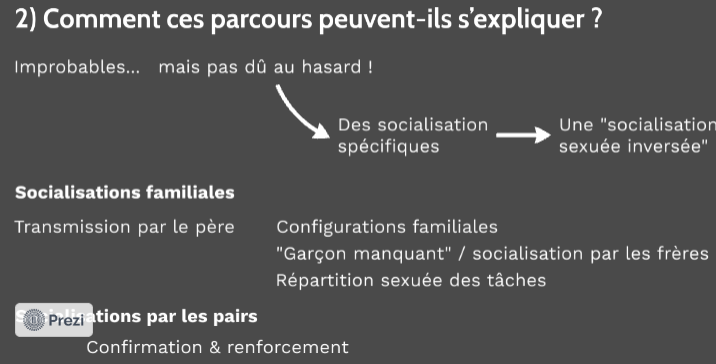 2) Comment ces parcours peuvent-ils s'expliquer ?
Improbables... mais pas dû au hasard !
Des socialisation
spécifiques
Une "socialisation
sexuée inversée"
Socialisations familiales
Transmission par le père
Configurations familiales
"Garçon manquant" / socialisation par les frères
Répartition sexuée des tâches
Socialisations par les pairs
Prezi
Confirmation & renforcement